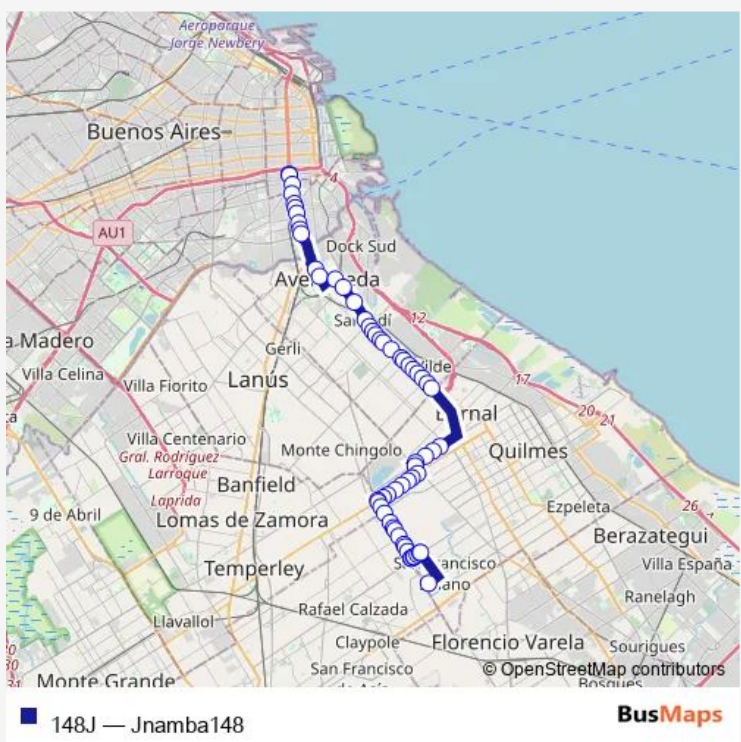 Aeroparque
Jorge Newbery
Buenos Aires
4
AU1
Dock Sud
Ave
eda
12
a Madero
Gerli
Villa Celina
Villa Fiorito
Lanús
17
20
21
Villa Centenario
Monte Chingolo
Quilmes
Gral. Rodríguez
Larroque
Banfield
Laprida
9 de Abril
Lomas de Zamora
Ezpeleta
26
Berazategui
Temperley
Villa España
Ranelagh
Rafael Calzada
Llavallol
Claypole
Florencio Varela
Sourigues
San Francisco
© OpenStreetMap contributors
Monte Grande
148J — Jnamba148
BusMaps